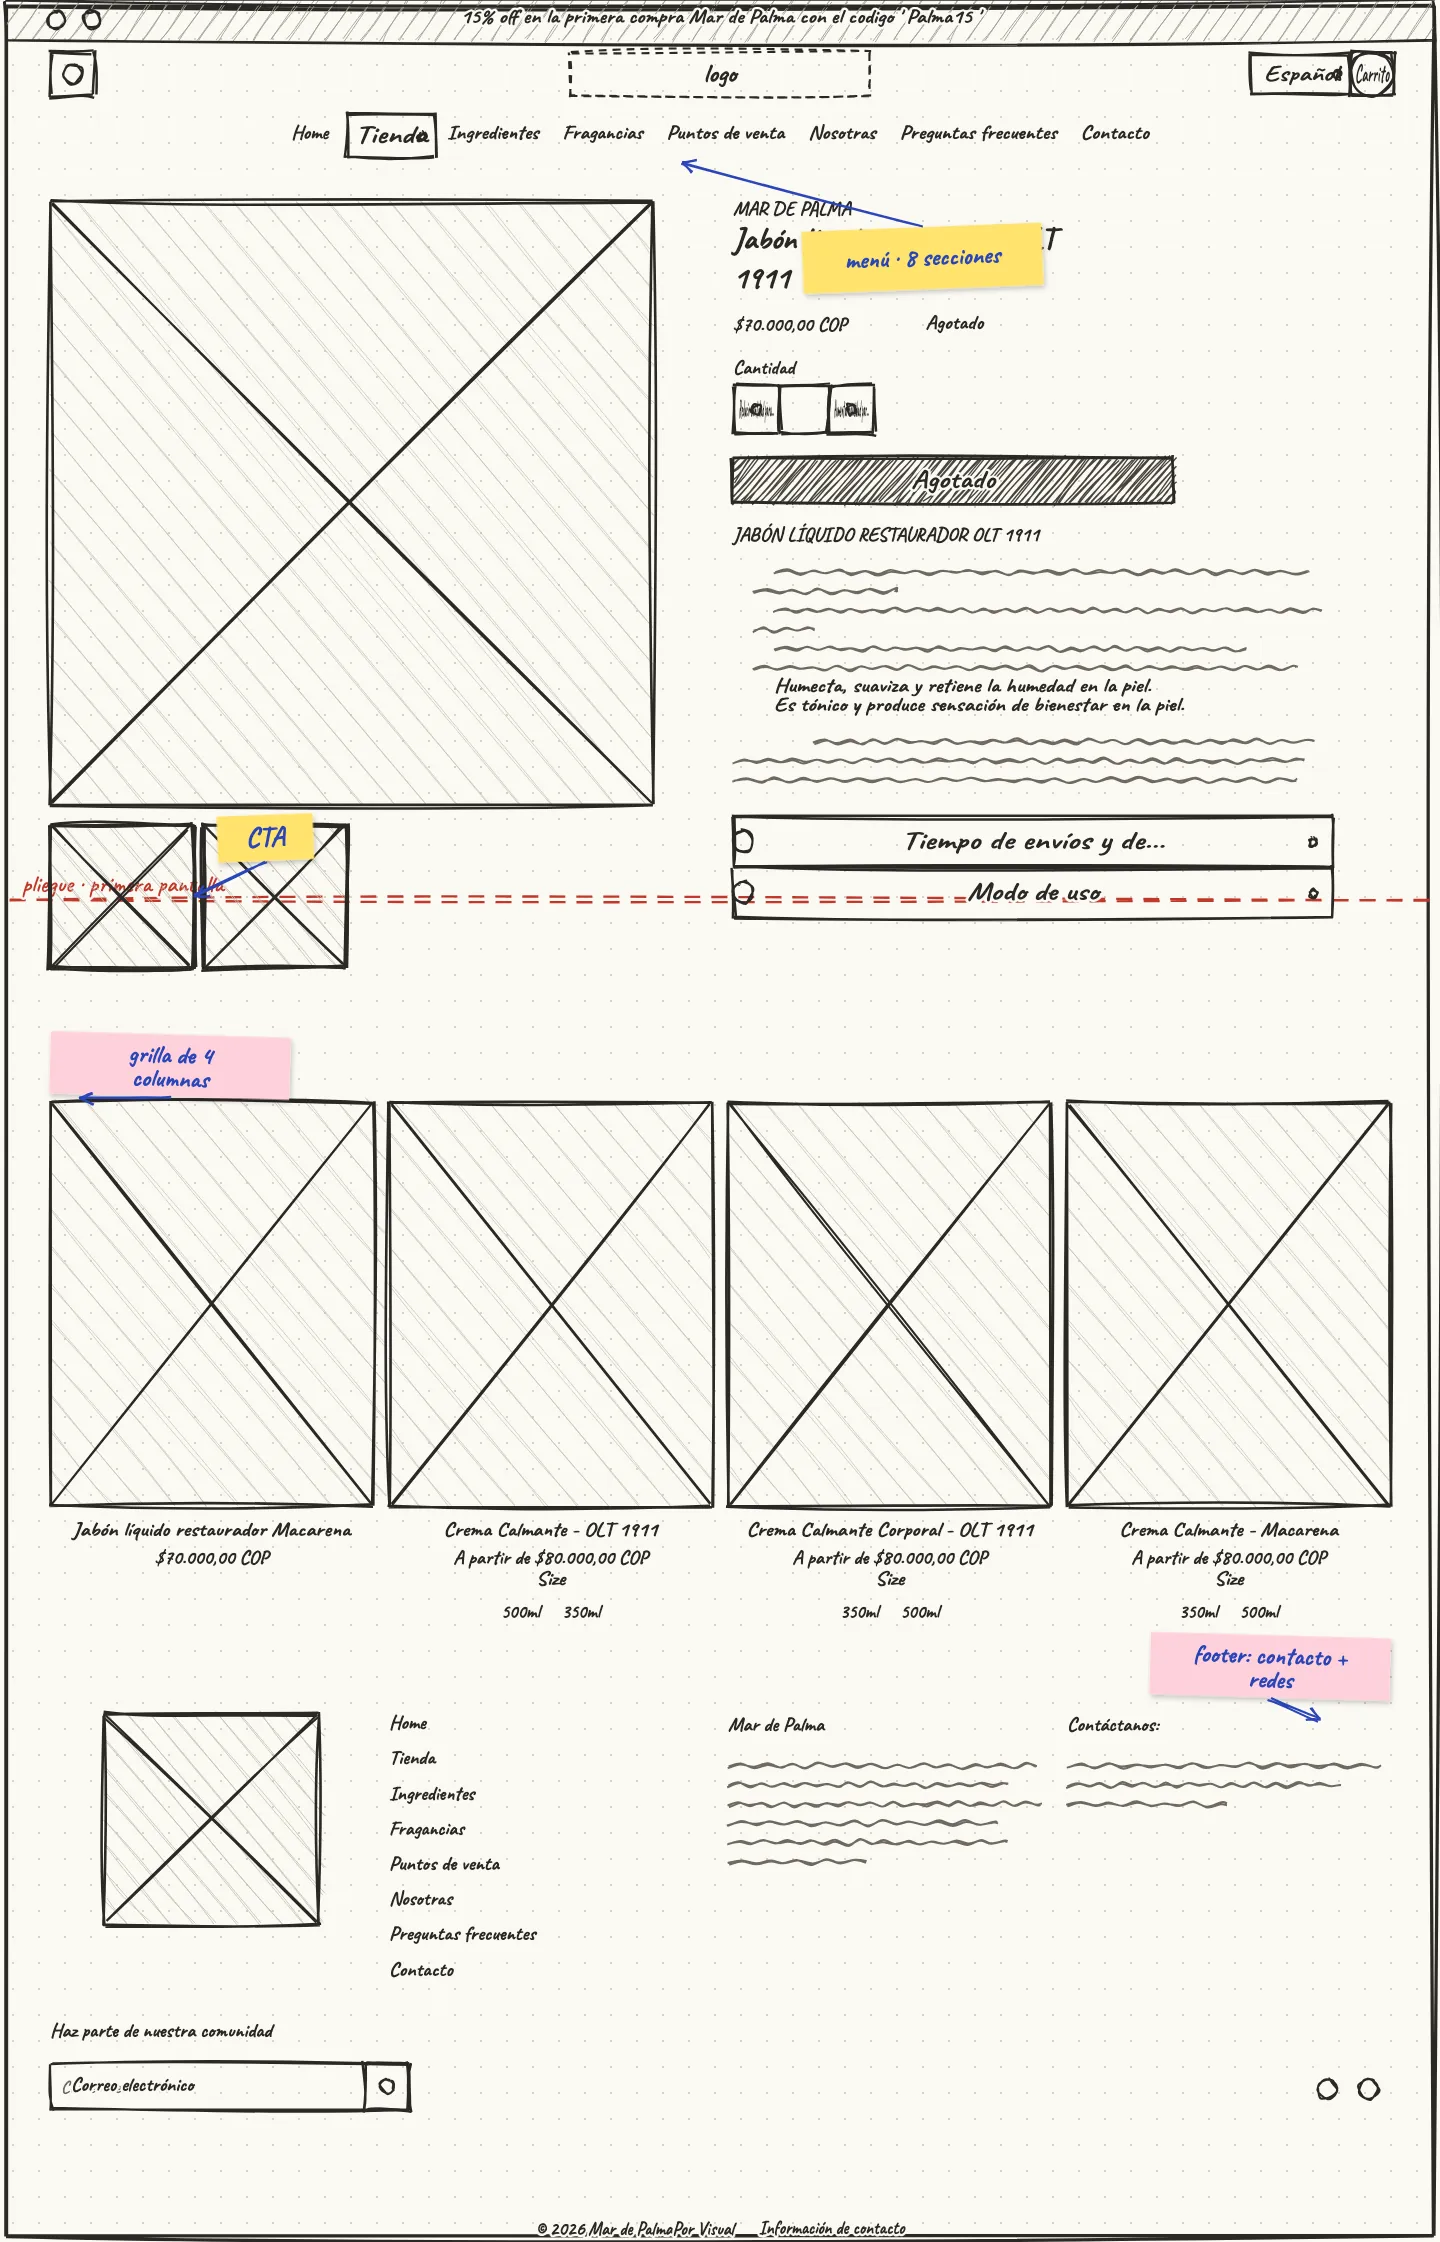 15% off en la primera compra Mar de Palma con el codigo ' Palma15 '
logo
Español
Carrito
Home
Tienda
Ingredientes
Fragancias
Puntos de venta
Nosotras
Preguntas frecuentes
Contacto
MAR DE PALMA
menú · 8 secciones
Jabón
1911
$70.000,00 COP
Agotado
Cantidad
Agotado
JABÓN LÍQUIDO RESTAURADOR OLT 1911
Humecta, suaviza y retiene la humedad en la piel.
Es tónico y produce sensación de bienestar en la piel.
CTA
Tiempo de envíos y de...
pliegue · primera pantalla
Modo de uso
grilla de 4
columnas
Jabón líquido restaurador Macarena
$70.000,00 COP
Crema Calmante - OLT 1911
A partir de $80.000,00 COP
Size
500ml 350ml
Crema Calmante Corporal - OLT 1911
A partir de $80.000,00 COP
Size
350ml 500ml
Crema Calmante - Macarena
A partir de $80.000,00 COP
Size
350ml 500ml
footer: contacto +
redes
Home
Tienda
Ingredientes
Fragancias
Puntos de venta
Nosotras
Preguntas frecuentes
Contacto
Mar de Palma
Contáctanos:
Haz parte de nuestra comunidad
Correo electrónico
© 2026 Mar de PalmaPor Visual
Información de contacto